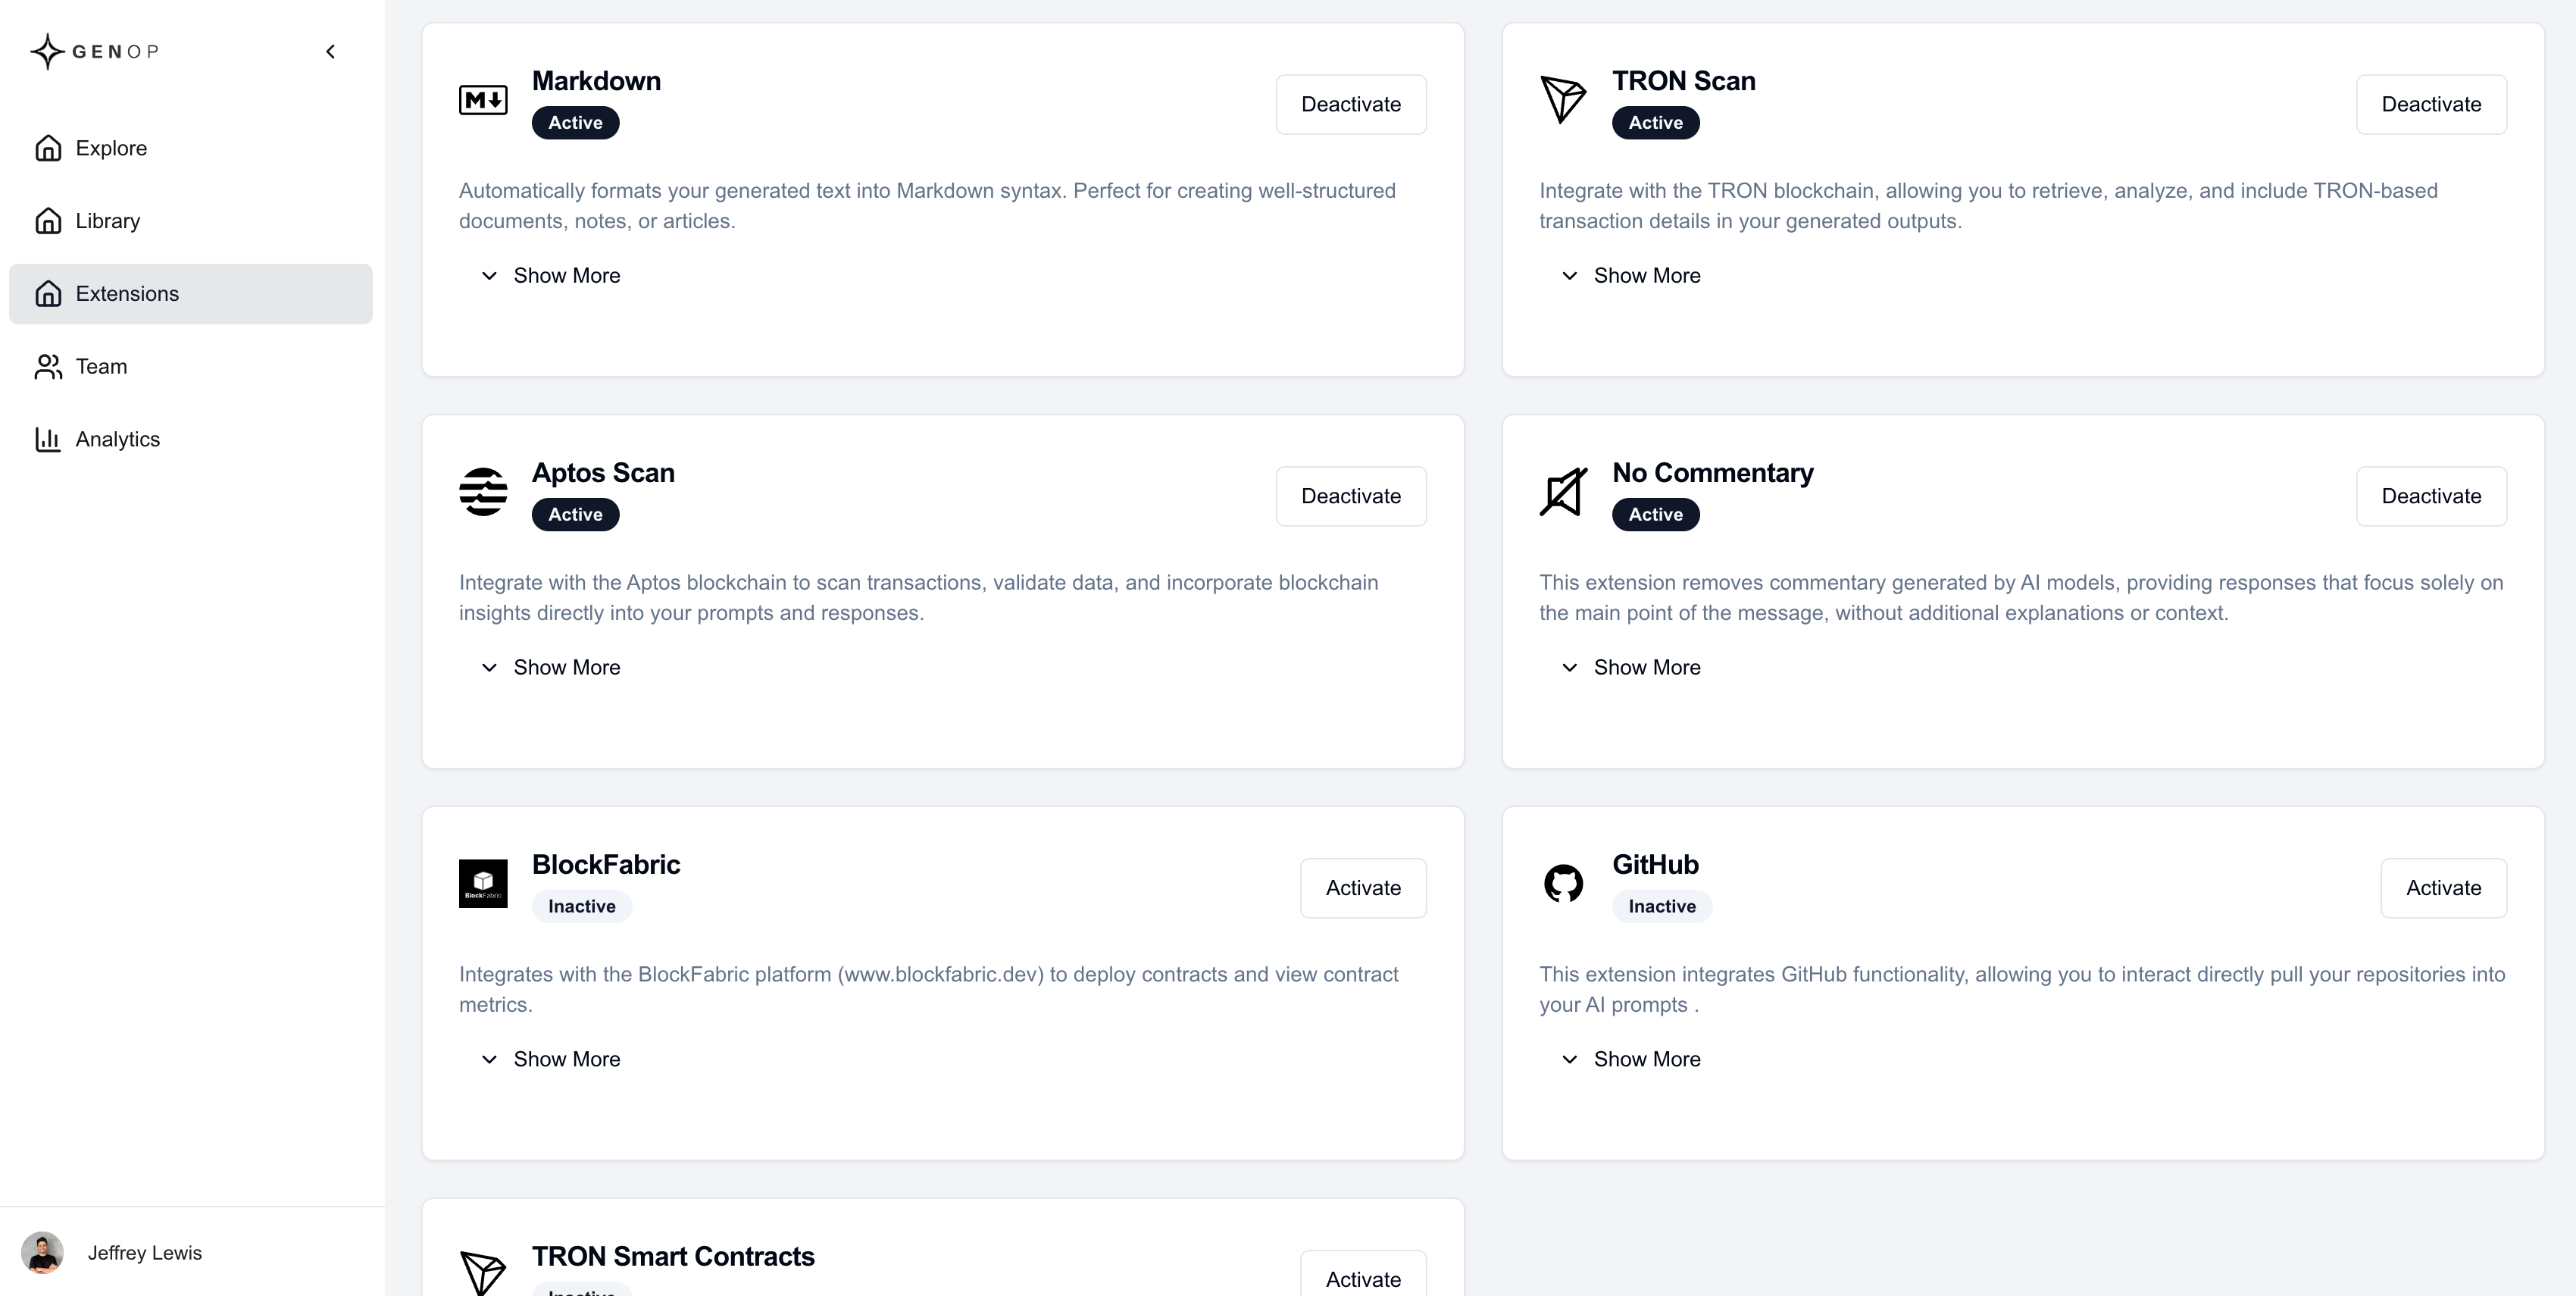 GENOP
Explore
Library
Extensions
Team
Analytics
Jeffrey Lewis
Markdown
Active
Deactivate
Automatically formats your generated text into Markdown syntax. Perfect for creating well-structured
documents, notes, or articles.
Show More
TRON Scan
Active
Deactivate
Integrate with the TRON blockchain, allowing you to retrieve, analyze, and include TRON-based
transaction details in your generated outputs.
Show More
Aptos Scan
Active
Deactivate
Integrate with the Aptos blockchain to scan transactions, validate data, and incorporate blockchain
insights directly into your prompts and responses.
Show More
No Commentary
Active
Deactivate
This extension removes commentary generated by AI models, providing responses that focus solely on
the main point of the message, without additional explanations or context.
Show More
BlockFabric
BlockFabric
Inactive
Activate
Integrates with the BlockFabric platform (www.blockfabric.dev) to deploy contracts and view contract
metrics.
Show More
GitHub
Inactive
Activate
This extension integrates GitHub functionality, allowing you to interact directly pull your repositories into
your AI prompts .
Show More
TRON Smart Contracts
Inactive
Activate